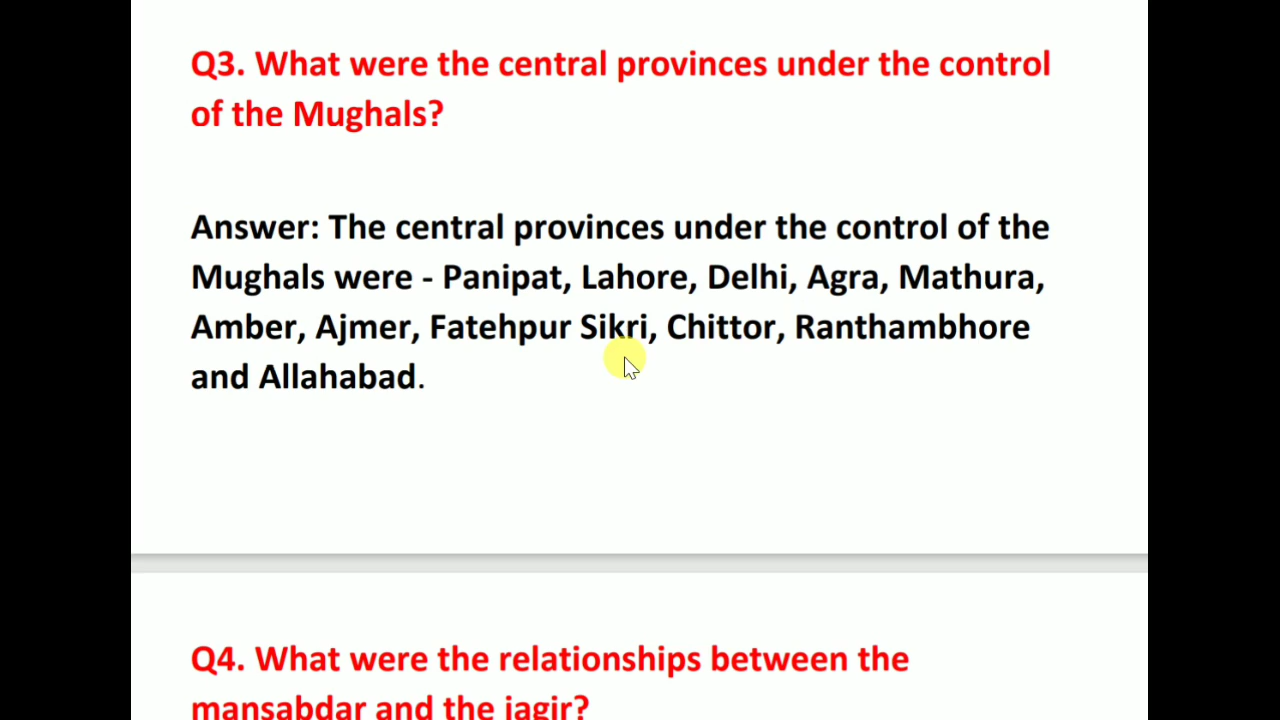 Q3. What were the central provinces under the control
of the Mughals?
Answer: The central provinces under the control of the
Mughals were - Panipat, Lahore, Delhi, Agra, Mathura,
Amber, Ajmer, Fatehpur Sikri, Chittor, Ranthambhore
and Allahabad.
Q4. What were the relationships between the
mansabdar and the jagir?